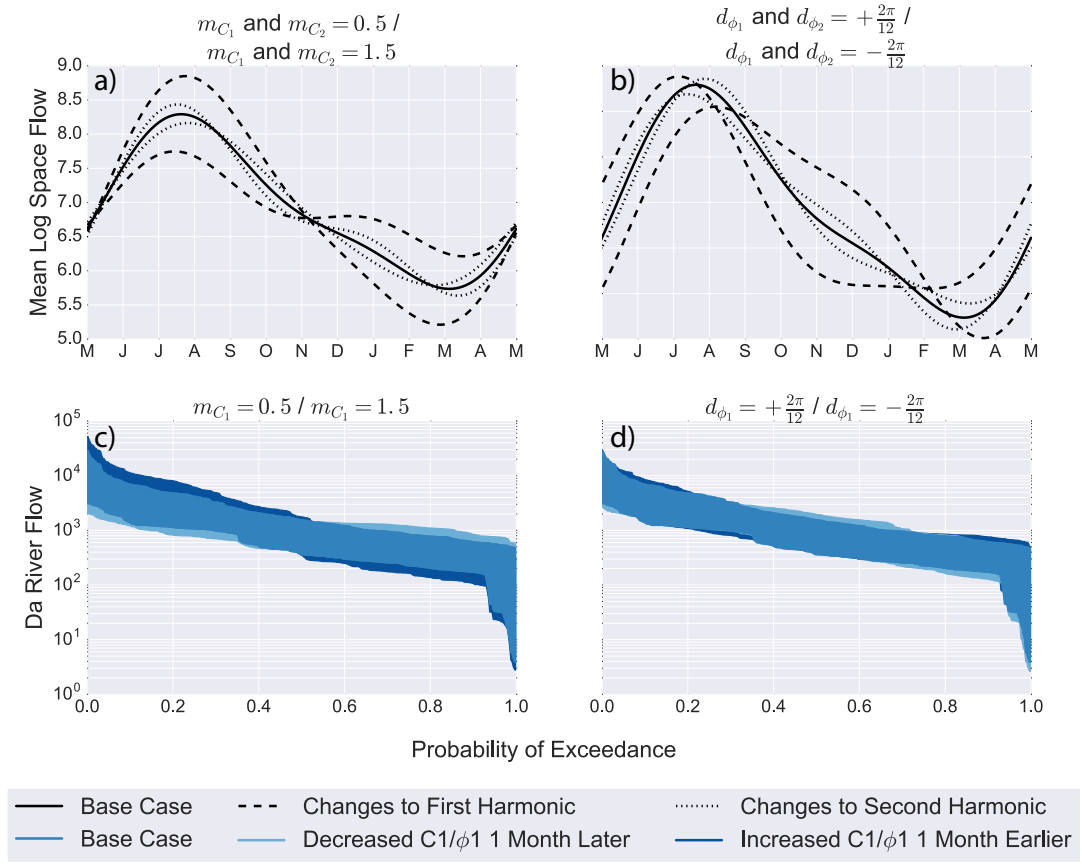 m_{C_1} and m_{C_2} = 0.5 /
m_{C_1} and m_{C_2} = 1.5
d_{ϕ_1} and d_{ϕ_2} = +2π/12 /
d_{ϕ_1} and d_{ϕ_2} = −2π/12
a)
b)
Mean Log Space Flow
9.0
8.5
8.0
7.5
7.0
6.5
6.0
5.5
5.0
M J J A S O N D J F M A M
M J J A S O N D J F M A M
m_{C_1} = 0.5 / m_{C_1} = 1.5
d_{ϕ_1} = +2π/12 / d_{ϕ_1} = −2π/12
c)
d)
Da River Flow
10^5
10^4
10^3
10^2
10^1
10^0
0.0 0.2 0.4 0.6 0.8 1.0
0.0 0.2 0.4 0.6 0.8 1.0
Probability of Exceedance
Base Case Changes to First Harmonic Changes to Second Harmonic
Base Case Decreased C1/ϕ1 1 Month Later Increased C1/ϕ1 1 Month Earlier